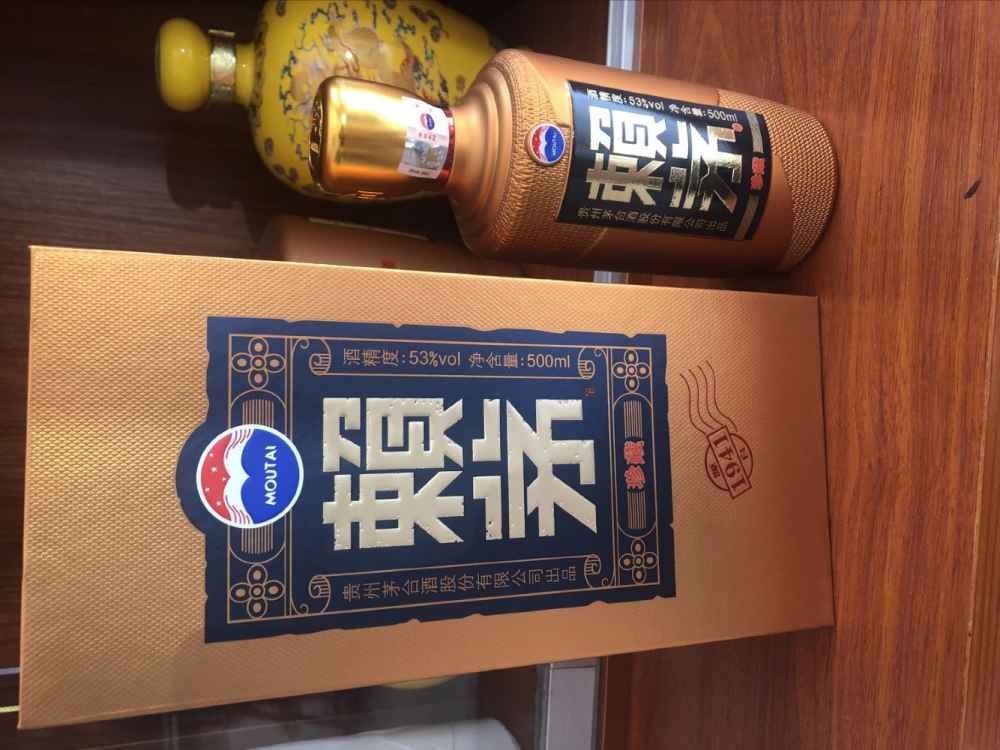 MOUTAI
酒精度:53%vol 净含量:500ml
賴茅
贵州茅台酒股份有限公司出品
珍藏
1941
MOUTAI
酒精度:53%vol 净含量:500ml
賴茅
贵州茅台酒股份有限公司出品
珍藏